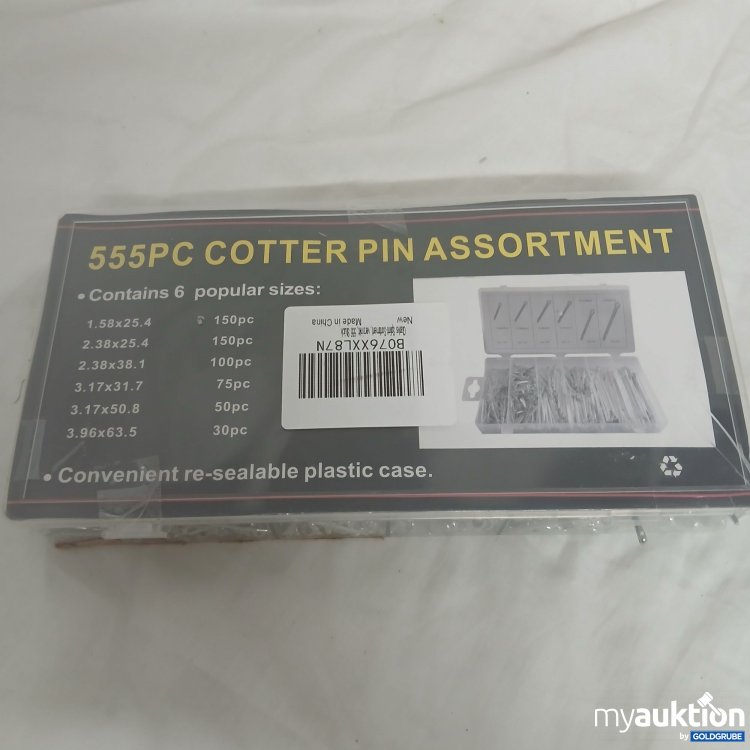 555PC COTTER PIN ASSORTMENT
• Contains 6 popular sizes:
1.58x25.4 150pc
2.38x25.4 150pc
2.38x38.1 100pc
3.17x31.7 75pc
3.17x50.8 50pc
3.96x63.5 30pc
• Convenient re-sealable plastic case.
B076XXL87N
New
Made in China
myauktion
by GOLDGRUBE